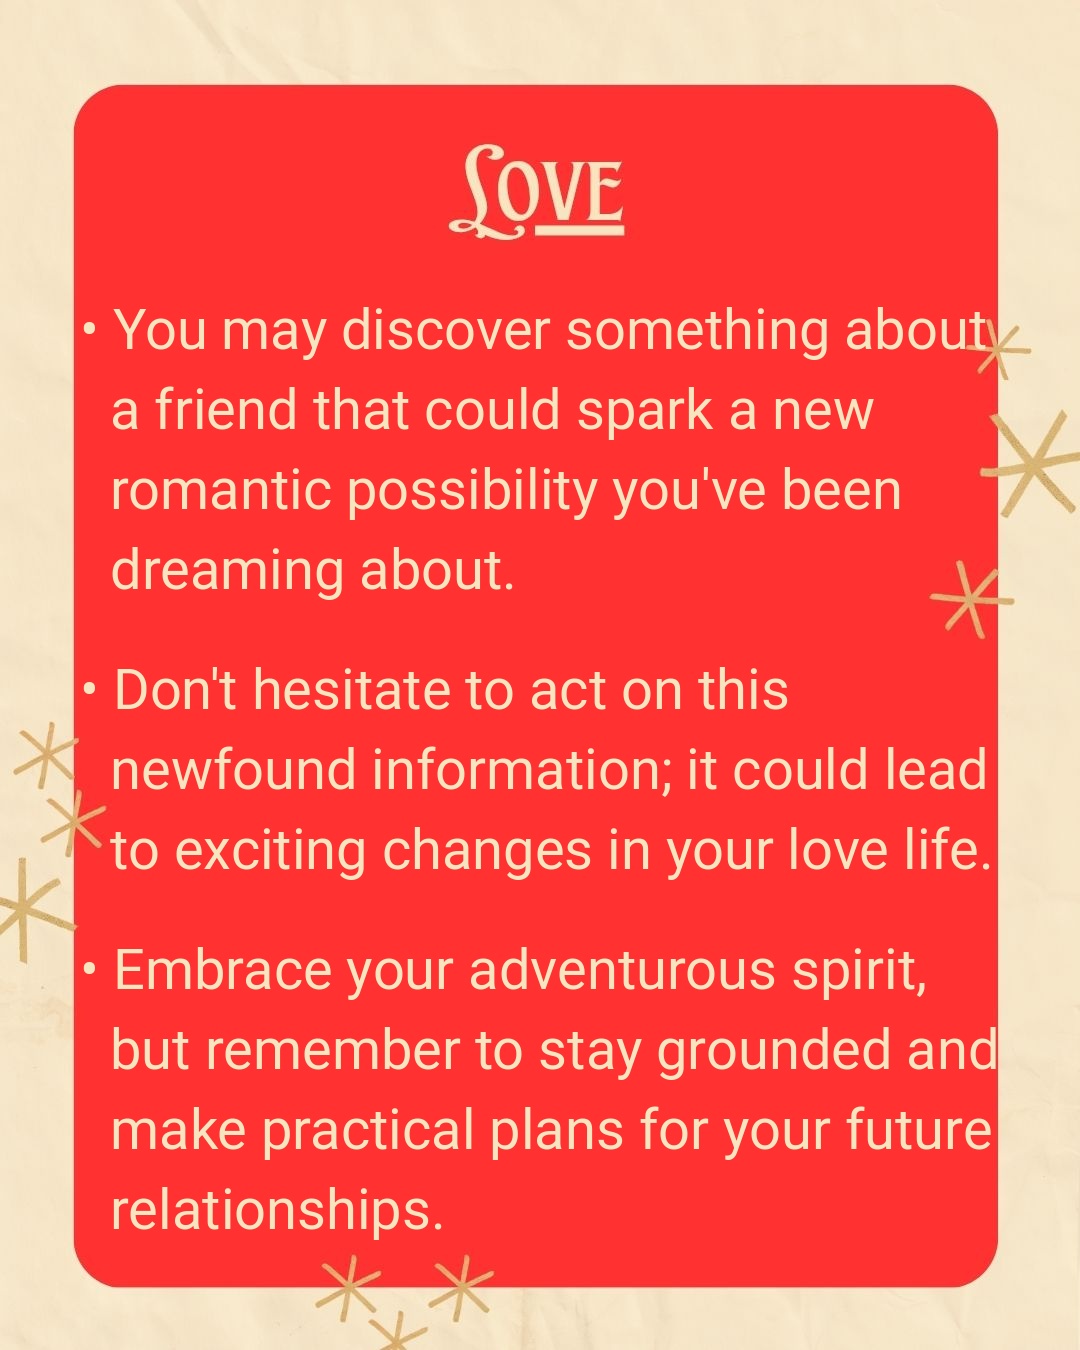 Love
• You may discover something about
a friend that could spark a new
romantic possibility you've been
dreaming about.
• Don't hesitate to act on this
newfound information; it could lead
to exciting changes in your love life.
• Embrace your adventurous spirit,
but remember to stay grounded and
make practical plans for your future
relationships.